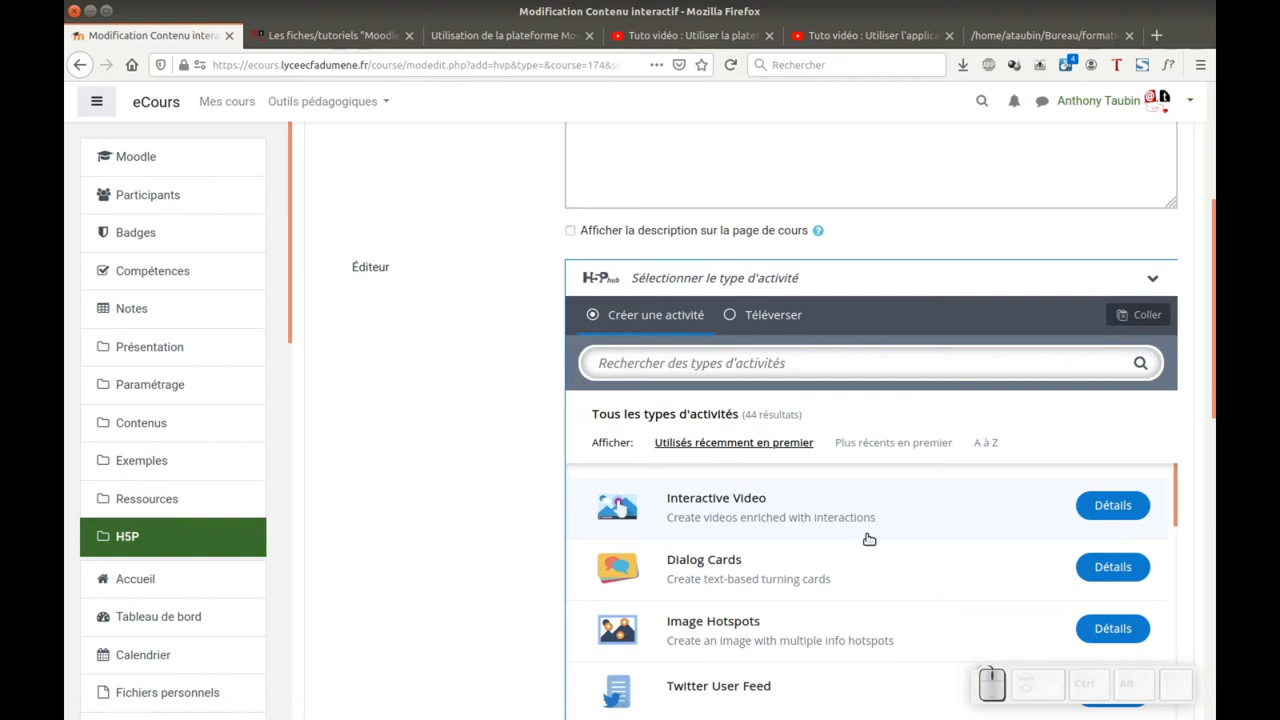 Modification Contenu interactif - Mozilla Firefox
Modification Contenu intera
Les fiches/tutoriels "Moodle
Utilisation de la plateforme Mo
Tuto vidéo : Utiliser la platef
Tuto vidéo : Utiliser l'applica
/home/ataubin/Bureau/forma
https://ecours.lyceecfadumene.fr/course/modedit.php?add=hvp&type=&course=174&se
Rechercher
4
eCours
Mes cours
Outils pédagogiques
Anthony Taubin
Moodle
Participants
Badges
Compétences
Notes
Présentation
Paramétrage
Contenus
Exemples
Ressources
H5P
Accueil
Tableau de bord
Calendrier
Fichiers personnels
Afficher la description sur la page de cours
Éditeur
H5P hub Sélectionner le type d'activité
Créer une activité
Téléverser
Coller
Rechercher des types d'activités
Tous les types d'activités (44 résultats)
Afficher: Utilisés récemment en premier Plus récents en premier A à Z
Interactive Video
Create videos enriched with interactions
Détails
Dialog Cards
Create text-based turning cards
Détails
Image Hotspots
Create an image with multiple info hotspots
Détails
Twitter User Feed
Ctrl
Alt